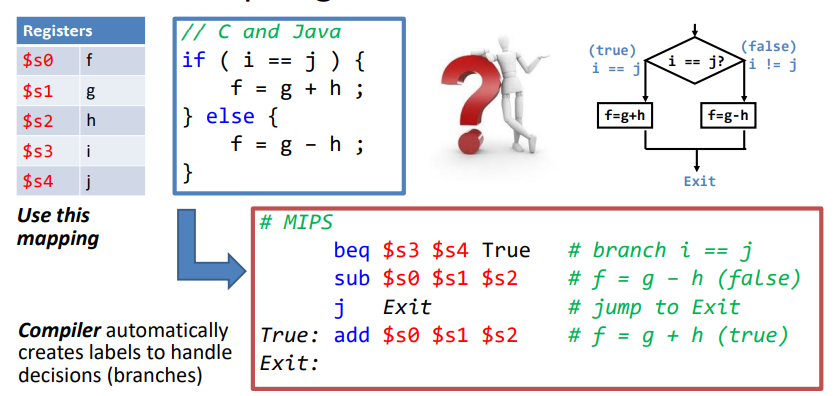 Registers
$s0 f
$s1 g
$s2 h
$s3 i
$s4 j
Use this
mapping
// C and Java
if ( i == j ) {
f = g + h ;
} else {
f = g - h ;
}
(true)
i == j
i == j?
(false)
i != j
f=g+h
f=g-h
Exit
# MIPS
beq $s3 $s4 True # branch i == j
sub $s0 $s1 $s2 # f = g - h (false)
j Exit # jump to Exit
True: add $s0 $s1 $s2 # f = g + h (true)
Exit:
Compiler automatically
creates labels to handle
decisions (branches)